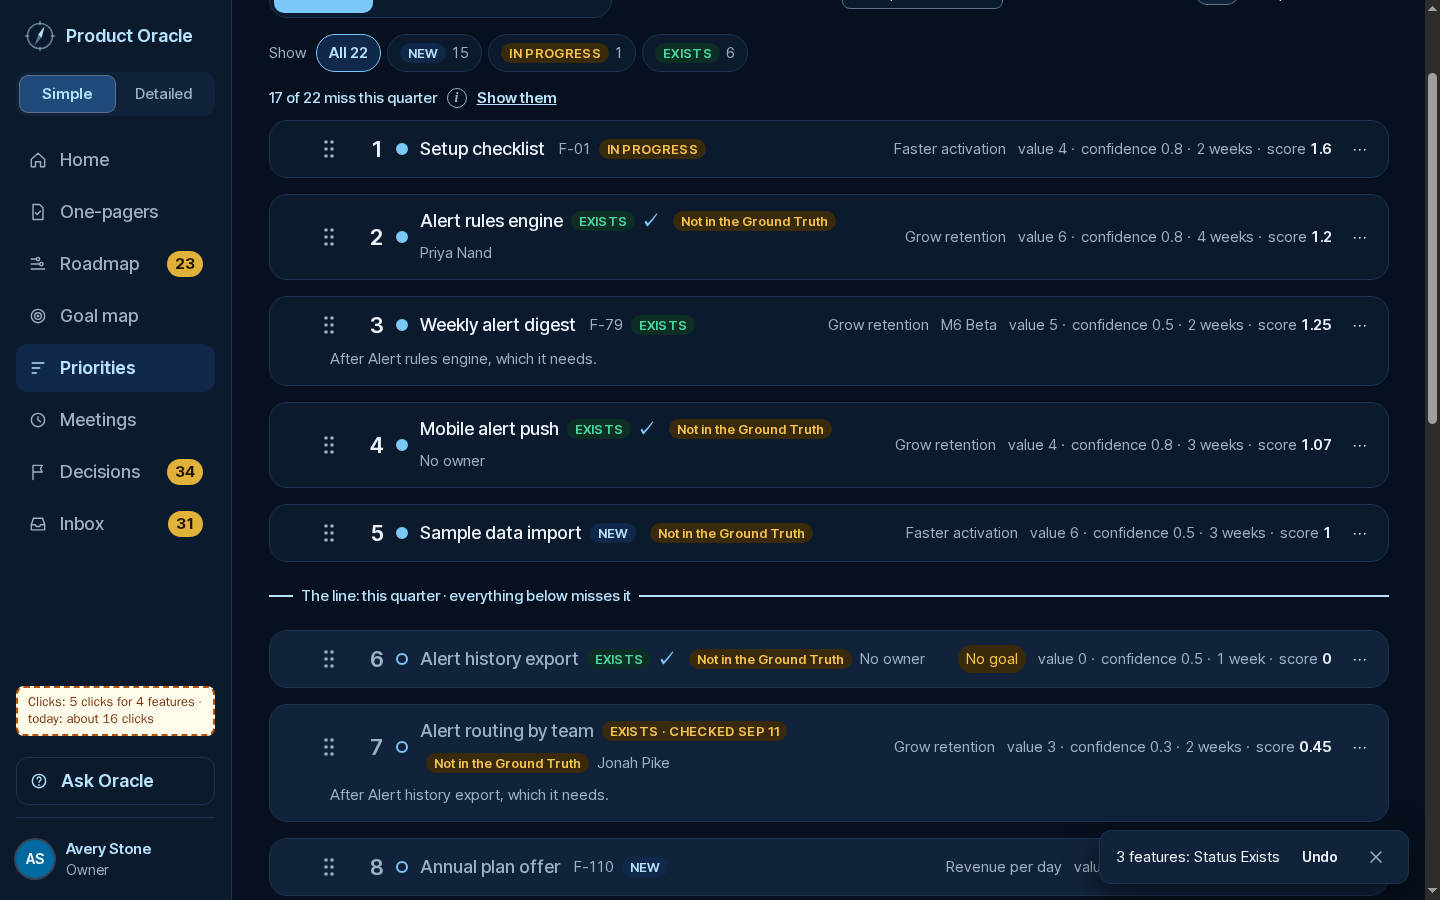 Product Oracle
Simple
Detailed
Home
One-pagers
Roadmap 23
Goal map
Priorities
Meetings
Decisions 34
Inbox 31
Clicks: 5 clicks for 4 features ·
today: about 16 clicks
Ask Oracle
AS
Avery Stone
Owner
Show All 22 NEW 15 IN PROGRESS 1 EXISTS 6
17 of 22 miss this quarter i Show them
1 Setup checklist F-01 IN PROGRESS Faster activation value 4 · confidence 0.8 · 2 weeks · score 1.6 ...
2 Alert rules engine EXISTS ✓ Not in the Ground Truth
Priya Nand
Grow retention value 6 · confidence 0.8 · 4 weeks · score 1.2 ...
3 Weekly alert digest F-79 EXISTS Grow retention M6 Beta value 5 · confidence 0.5 · 2 weeks · score 1.25 ...
After Alert rules engine, which it needs.
4 Mobile alert push EXISTS ✓ Not in the Ground Truth
No owner
Grow retention value 4 · confidence 0.8 · 3 weeks · score 1.07 ...
5 Sample data import NEW Not in the Ground Truth Faster activation value 6 · confidence 0.5 · 3 weeks · score 1 ...
The line: this quarter · everything below misses it
6 Alert history export EXISTS ✓ Not in the Ground Truth No owner No goal value 0 · confidence 0.5 · 1 week · score 0 ...
7 Alert routing by team EXISTS · CHECKED SEP 11
Not in the Ground Truth Jonah Pike
Grow retention value 3 · confidence 0.3 · 2 weeks · score 0.45 ...
After Alert history export, which it needs.
8 Annual plan offer F-110 NEW Revenue per day
3 features: Status Exists Undo